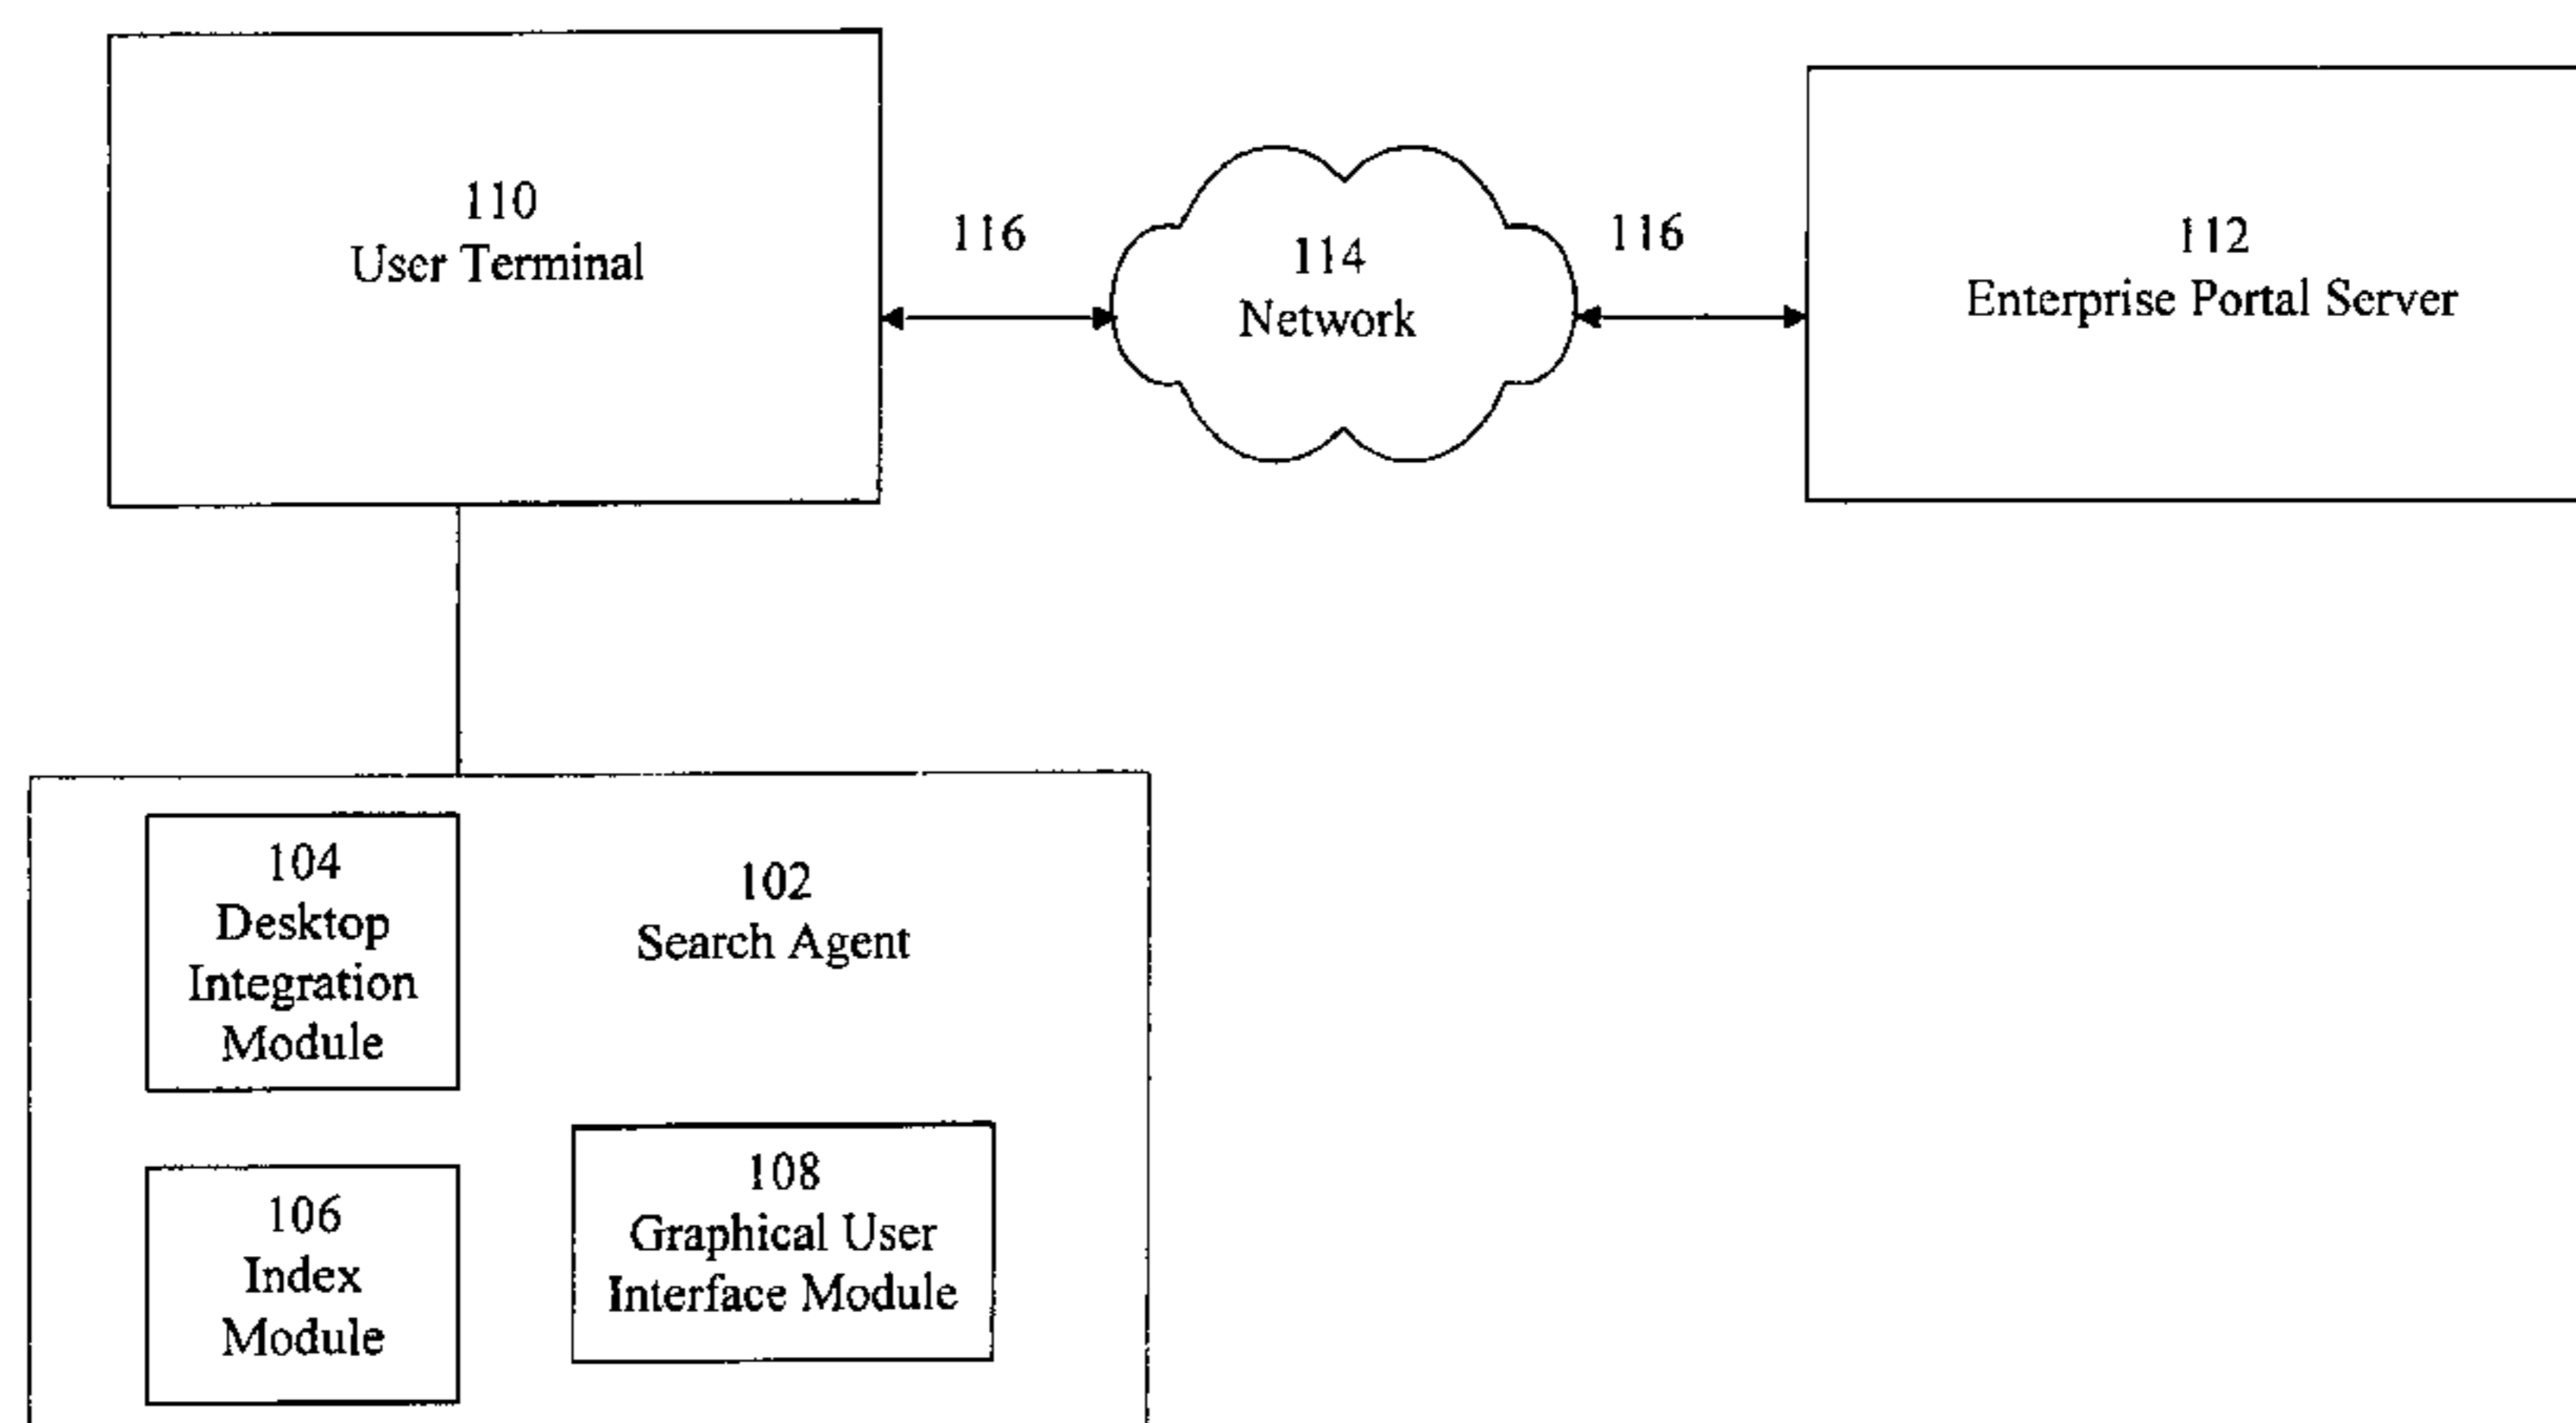 110
User Terminal
116
114
Network
116
112
Enterprise Portal Server
104
Desktop
Integration
Module
102
Search Agent
106
Index
Module
108
Graphical User
Interface Module